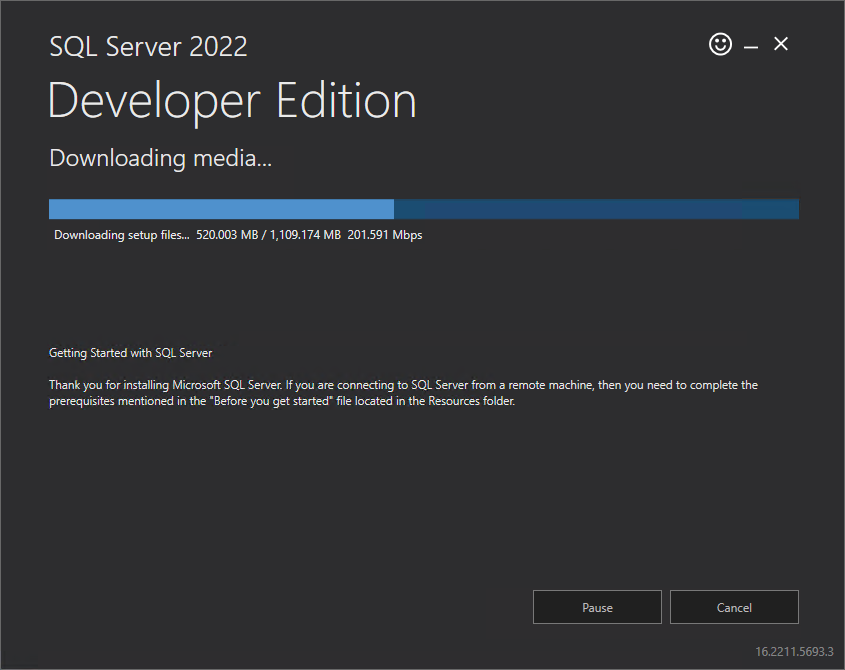 SQL Server 2022
Developer Edition
Downloading media...
Downloading setup files... 520.003 MB / 1,109.174 MB 201.591 Mbps
Getting Started with SQL Server
Thank you for installing Microsoft SQL Server. If you are connecting to SQL Server from a remote machine, then you need to complete the
prerequisites mentioned in the "Before you get started" file located in the Resources folder.
Pause
Cancel
16.2211.5693.3